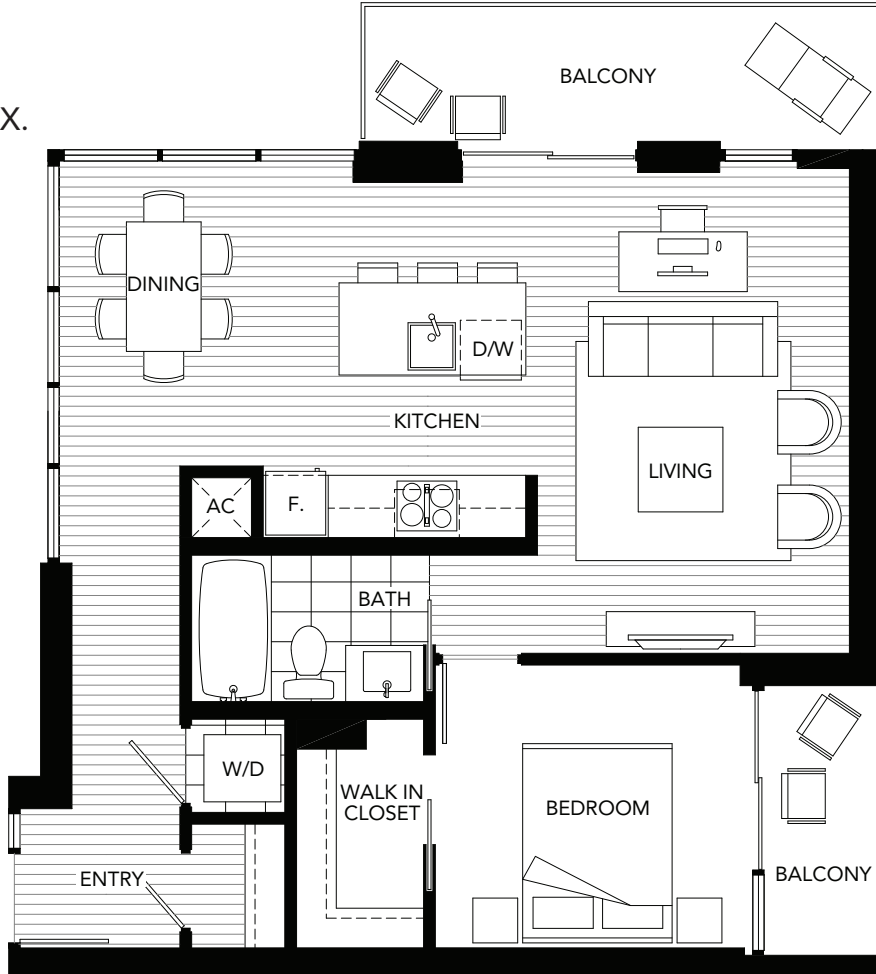 BALCONY
X.
DINING
D/W
KITCHEN
LIVING
AC
F.
BATH
W/D
WALK IN
CLOSET
BEDROOM
BALCONY
ENTRY